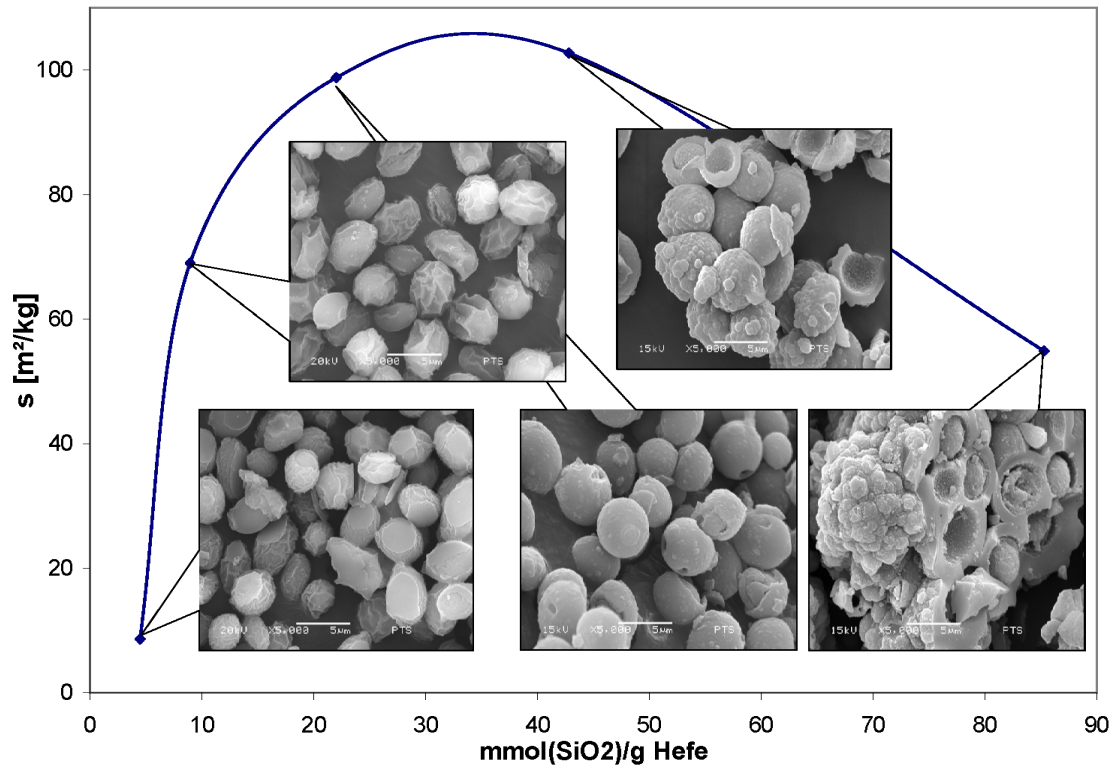 100
80
60
40
20
0
s [m²/kg]
20kV X5,000 5µm PTS
15kV X5,000 5µm PTS
20kV X5,000 5µm PTS
15kV X5,000 5µm PTS
15kV X5,000 5µm PTS
0 10 20 30 40 50 60 70 80 90
mmol(SiO2)/g Hefe